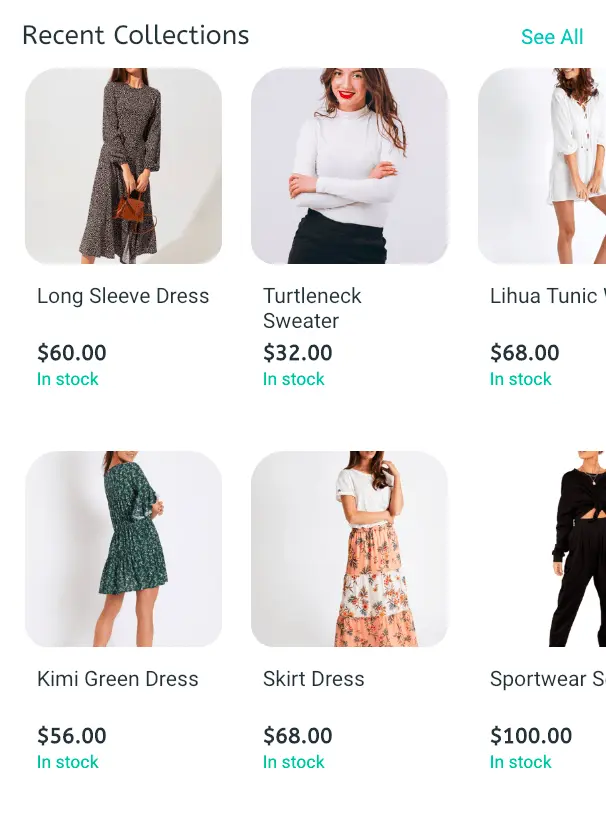 Recent Collections
See All
Long Sleeve Dress
Turtleneck
Sweater
Lihua Tunic
$60.00
$32.00
$68.00
In stock
In stock
In stock
Kimi Green Dress
Skirt Dress
Sportwear
$56.00
$68.00
$100.00
In stock
In stock
In stock